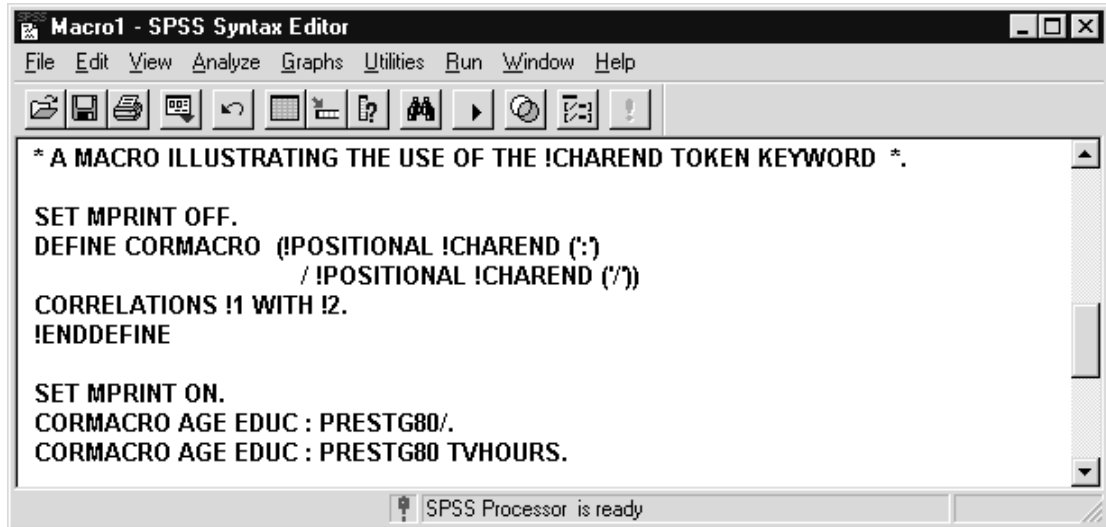 Macro1 - SPSS Syntax Editor
File Edit View Analyze Graphs Utilities Run Window Help
* A MACRO ILLUSTRATING THE USE OF THE !CHAREND TOKEN KEYWORD *.
SET MPRINT OFF.
DEFINE CORMACRO (!POSITIONAL !CHAREND (':')
/ !POSITIONAL !CHAREND ('/'))
CORRELATIONS !1 WITH !2.
!ENDDEFINE
SET MPRINT ON.
CORMACRO AGE EDUC : PRESTG80/.
CORMACRO AGE EDUC : PRESTG80 TVHOURS.
SPSS Processor is ready